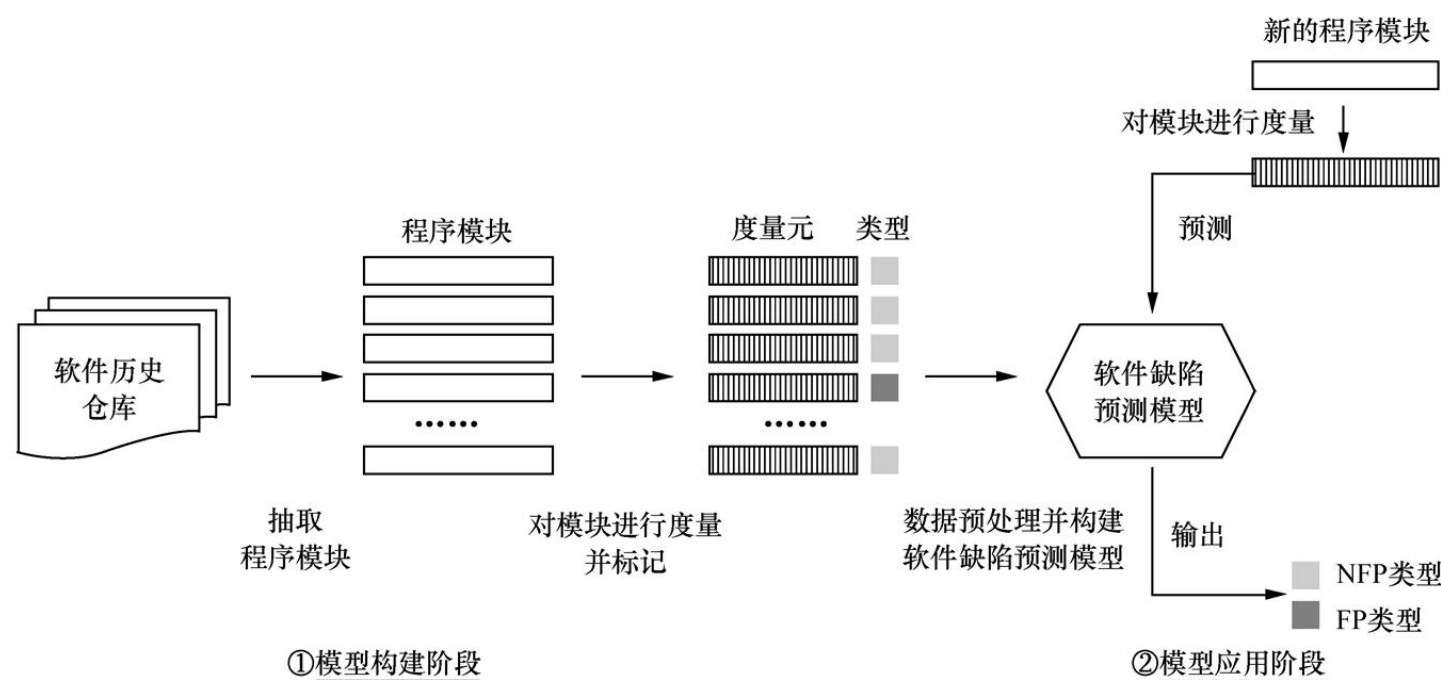 新的程序模块
对模块进行度量
程序模块
度量元
类型
预测
软件历史
仓库
软件缺陷
预测模型
......
......
抽取
程序模块
对模块进行度量
并标记
数据预处理并构建
软件缺陷预测模型
输出
NFP类型
FP类型
①模型构建阶段
②模型应用阶段